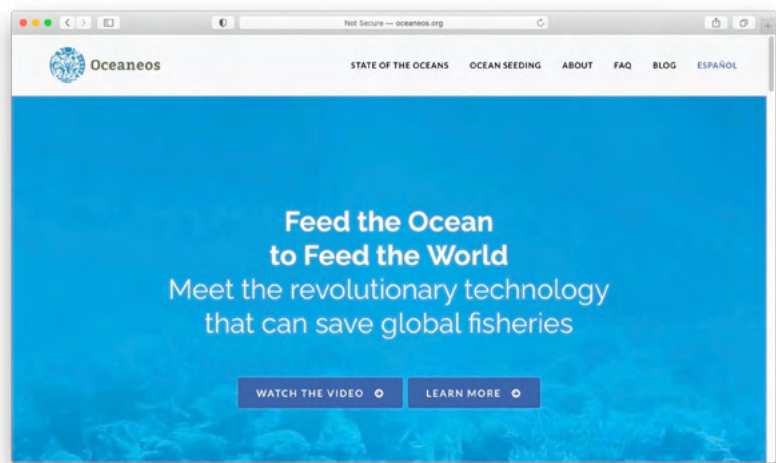 Not Secure — oceaneos.org
Oceaneos
STATE OF THE OCEANS OCEAN SEEDING ABOUT FAQ BLOG ESPAÑOL
Feed the Ocean
to Feed the World
Meet the revolutionary technology
that can save global fisheries
WATCH THE VIDEO LEARN MORE